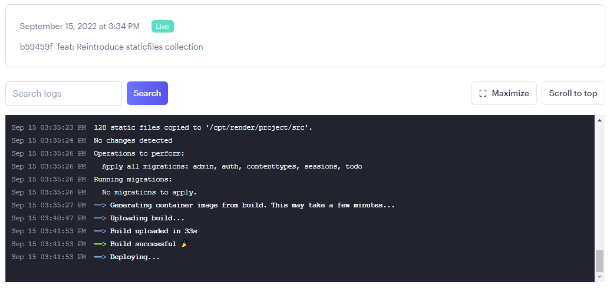 September 15, 2022 at 3:34 PM Live
b59459f feat: Reintroduce staticfiles collection
Search logs Search Maximize Scroll to top
Sep 15 03:35:23 PM 128 static files copied to '/opt/render/project/src'.
Sep 15 03:35:24 PM No changes detected
Sep 15 03:35:26 PM Operations to perform:
Sep 15 03:35:26 PM Apply all migrations: admin, auth, contenttypes, sessions, todo
Sep 15 03:35:26 PM Running migrations:
Sep 15 03:35:26 PM No migrations to apply.
Sep 15 03:35:27 PM ==> Generating container image from build. This may take a few minutes...
Sep 15 03:40:47 PM ==> Uploading build...
Sep 15 03:41:53 PM ==> Build uploaded in 33s
Sep 15 03:41:53 PM ==> Build successful 🎉
Sep 15 03:41:53 PM ==> Deploying...